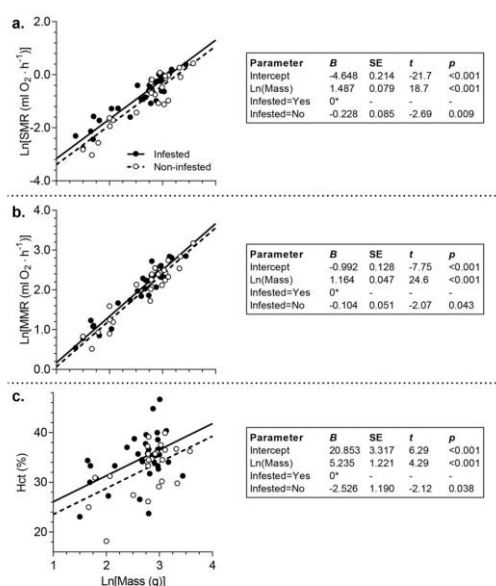 a.
Ln[SMR (ml O₂ · h⁻¹)]
2.0
0.0
-2.0
-4.0
Infested
Non-infested
Parameter B SE t p
Intercept -4.648 0.214 -21.7 <0.001
Ln(Mass) 1.487 0.079 18.7 <0.001
Infested=Yes 0* - - -
Infested=No -0.228 0.085 -2.69 0.009
b.
Ln[MMR (ml O₂ · h⁻¹)]
4.0
3.0
2.0
1.0
0.0
Parameter B SE t p
Intercept -0.992 0.128 -7.75 <0.001
Ln(Mass) 1.164 0.047 24.6 <0.001
Infested=Yes 0* - - -
Infested=No -0.104 0.051 -2.07 0.043
c.
Hct (%)
50
40
30
20
1 2 3 4
Ln[Mass (g)]
Parameter B SE t p
Intercept 20.853 3.317 6.29 <0.001
Ln(Mass) 5.235 1.221 4.29 <0.001
Infested=Yes 0* - - -
Infested=No -2.526 1.190 -2.12 0.038